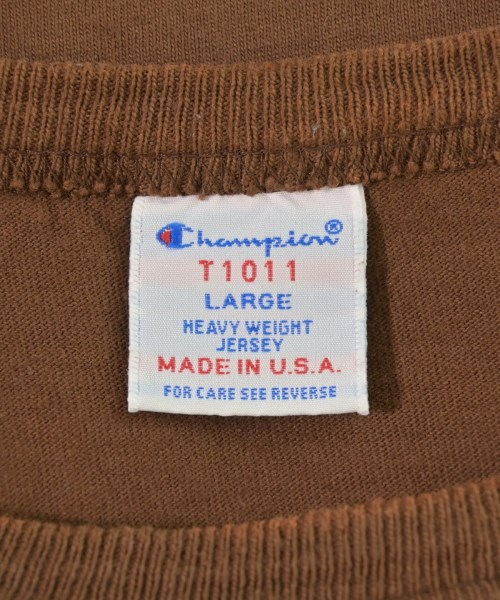 Champion®
T1011
LARGE
HEAVY WEIGHT
JERSEY
MADE IN U.S.A.
FOR CARE SEE REVERSE